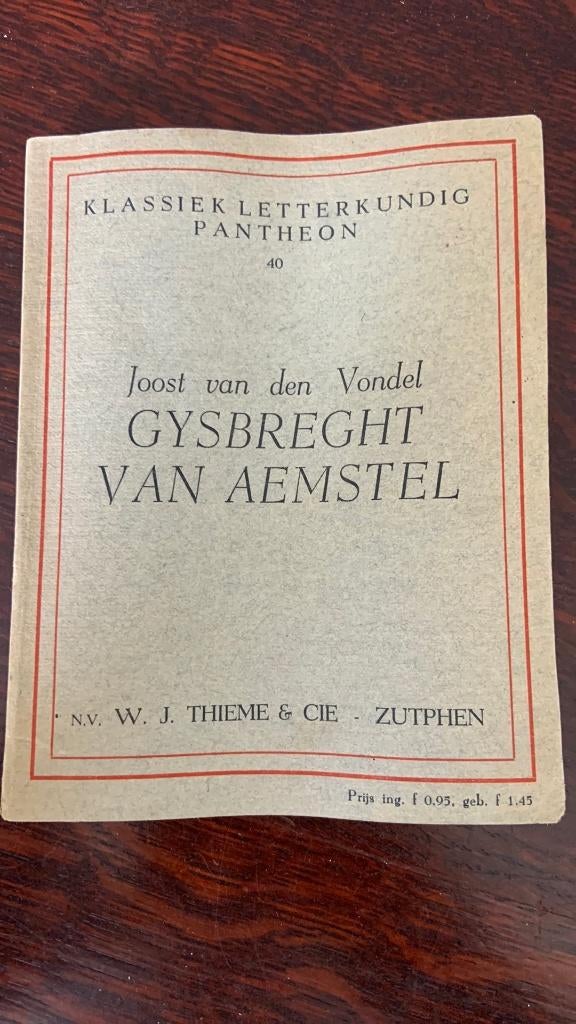 KLASSIEK LETTERKUNDIG
PANTHEON
40
Joost van den Vondel
GYSBREGHT
VAN AEMSTEL
N.V. W. J. THIEME & CIE - ZUTPHEN
Prijs ing. f 0.95, geb. f 1.45